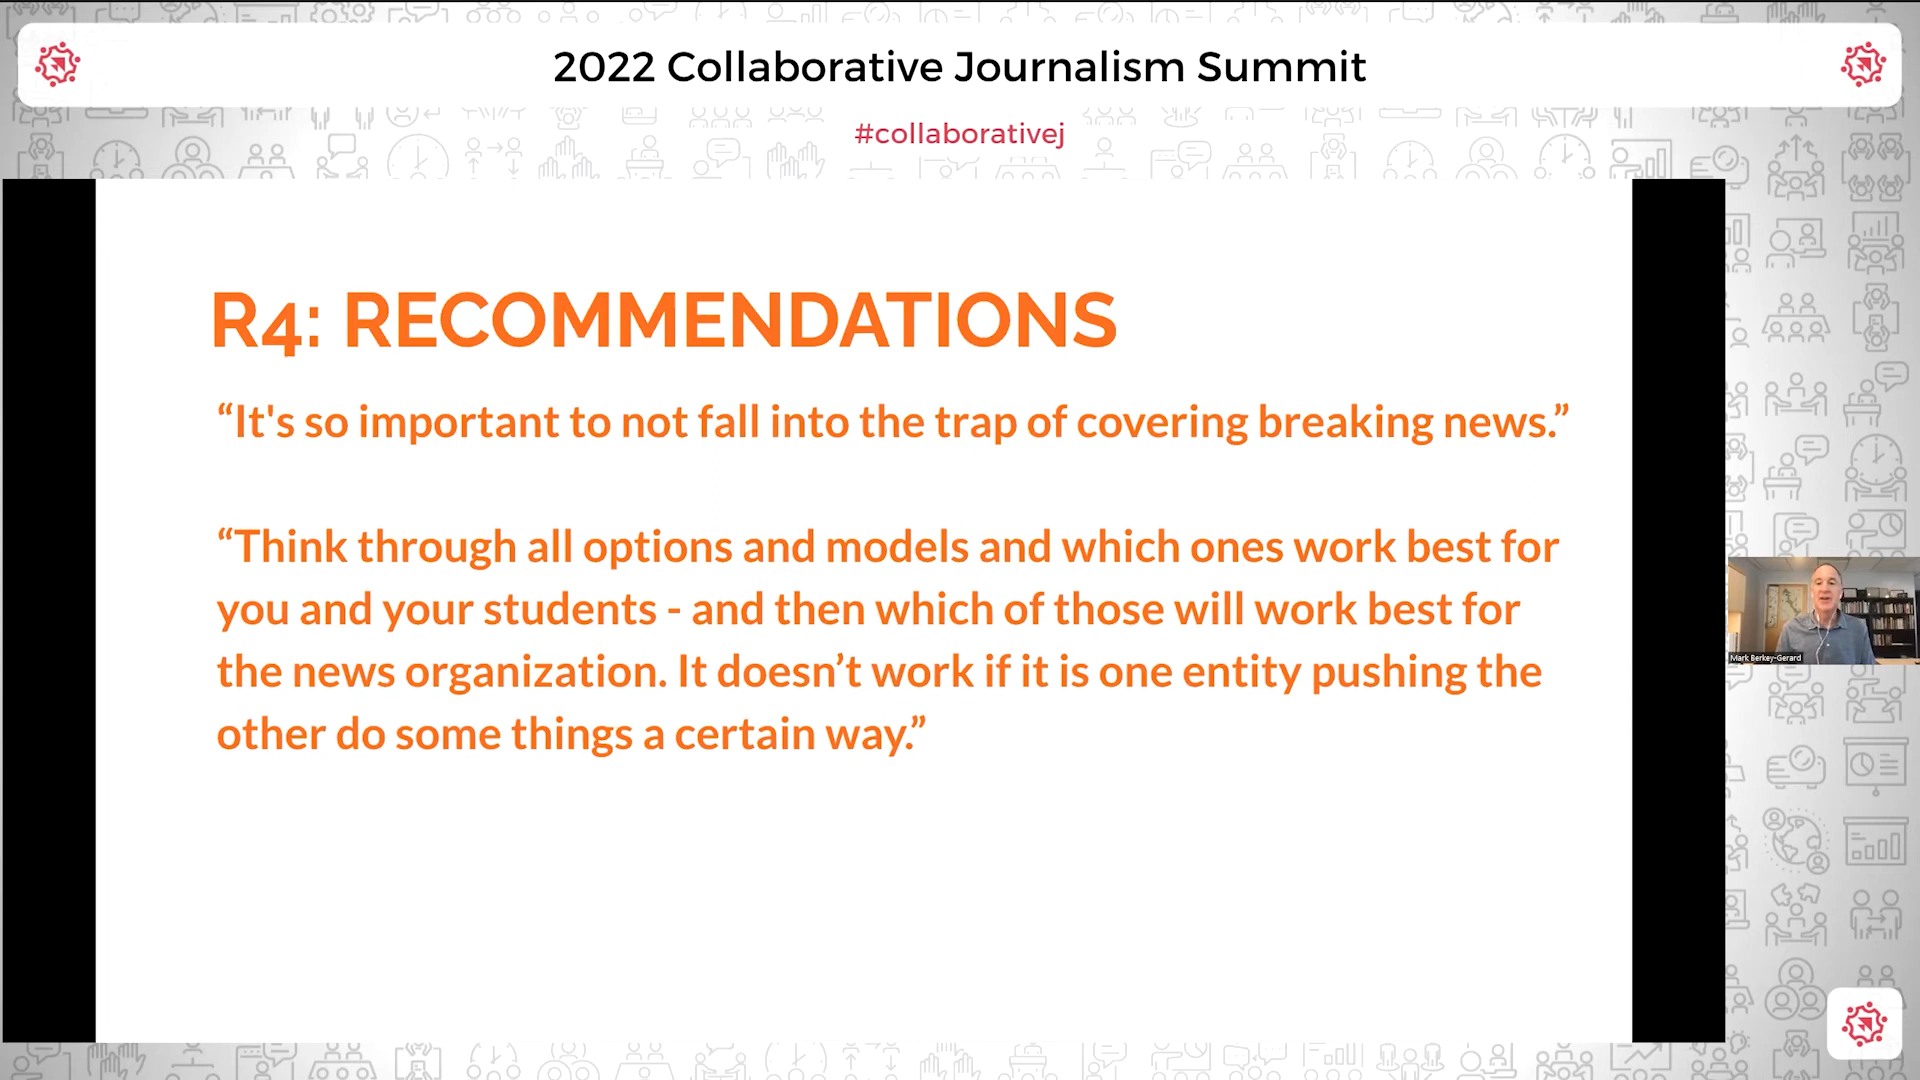 2022 Collaborative Journalism Summit
#collaborativej
R4: RECOMMENDATIONS
“It's so important to not fall into the trap of covering breaking news.”
“Think through all options and models and which ones work best for
you and your students - and then which of those will work best for
the news organization. It doesn’t work if it is one entity pushing the
other do some things a certain way.”
Mark Berkey-Gerard